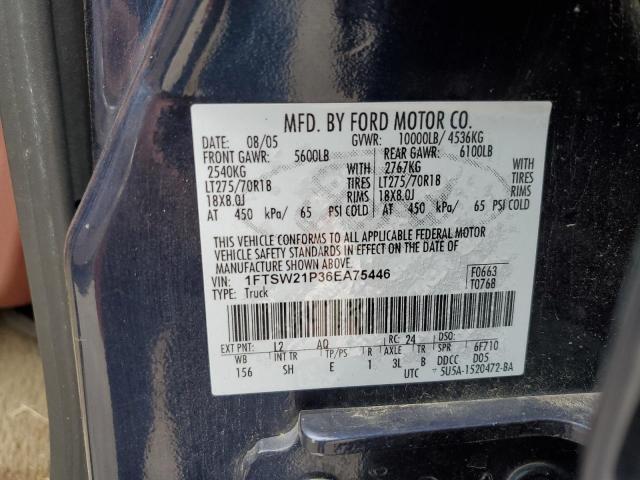 MFD. BY FORD MOTOR CO.
DATE: 08/05 GVWR: 10000LB/ 4536KG
FRONT GAWR: 5600LB REAR GAWR: 6100LB
2540KG WITH 2767KG WITH
LT275/70R18 TIRES LT275/70R18 TIRES
18X8.0J RIMS 18X8.0J RIMS
AT 450 kPa/ 65 PSI COLD AT 450 kPa/ 65 PSI COLD
THIS VEHICLE CONFORMS TO ALL APPLICABLE FEDERAL MOTOR
VEHICLE SAFETY STANDARDS IN EFFECT ON THE DATE OF
MANUFACTURE SHOWN ABOVE.
VIN: 1FTSW21P36EA75446 F0663
TYPE: Truck T0768
EXT PNT: L2 AQ RC: 24 DSO:
WB INT TR TP/PS R AXLE TR SPR 6F710
156 SH E 1 3L B DDCC D05
UTC 5U5A-1520472-BA